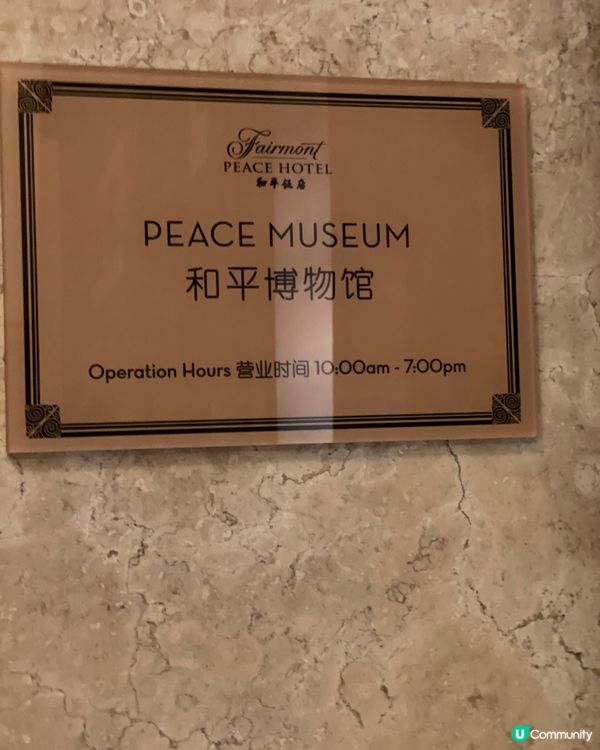 Fairmont
PEACE HOTEL
和平饭店
PEACE MUSEUM
和平博物馆
Operation Hours 营业时间 10:00am - 7:00pm
U Community